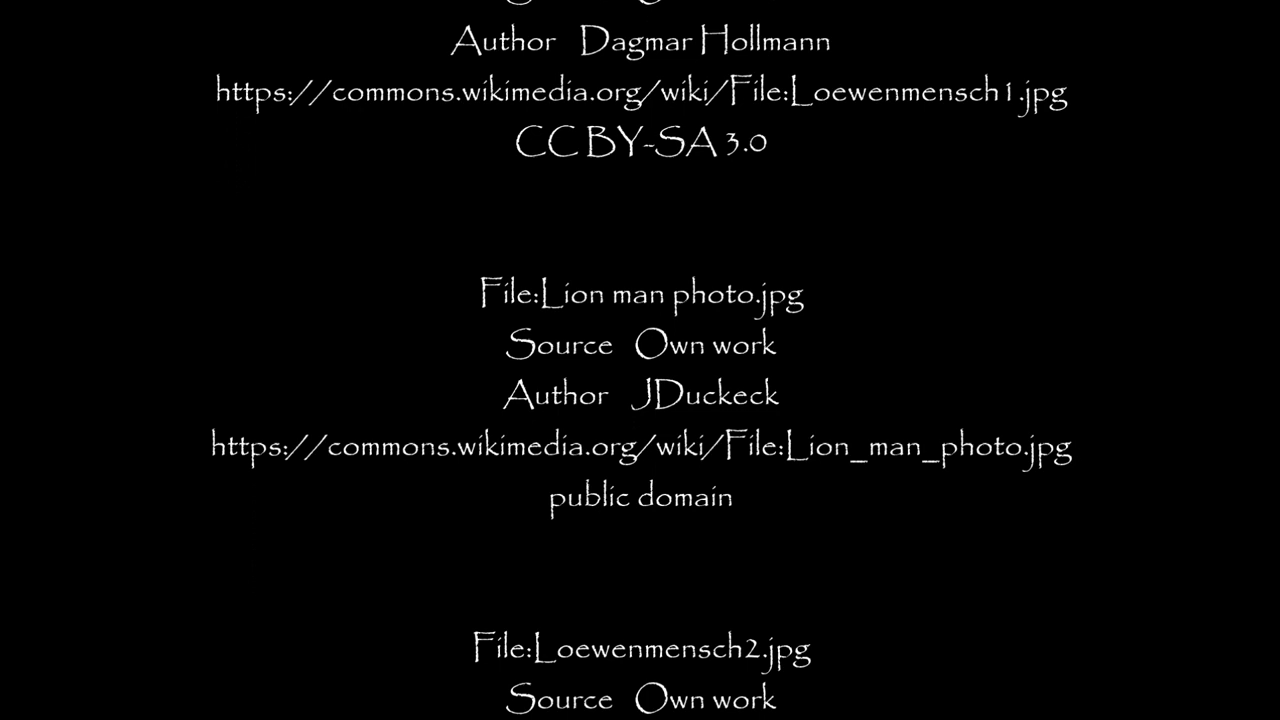 Author Dagmar Hollmann
https://commons.wikimedia.org/wiki/File:Loewenmensch1.jpg
CC BY-SA 3.0
File:Lion man photo.jpg
Source Own work
Author JDuckeck
https://commons.wikimedia.org/wiki/File:Lion_man_photo.jpg
public domain
File:Loewenmensch2.jpg
Source Own work